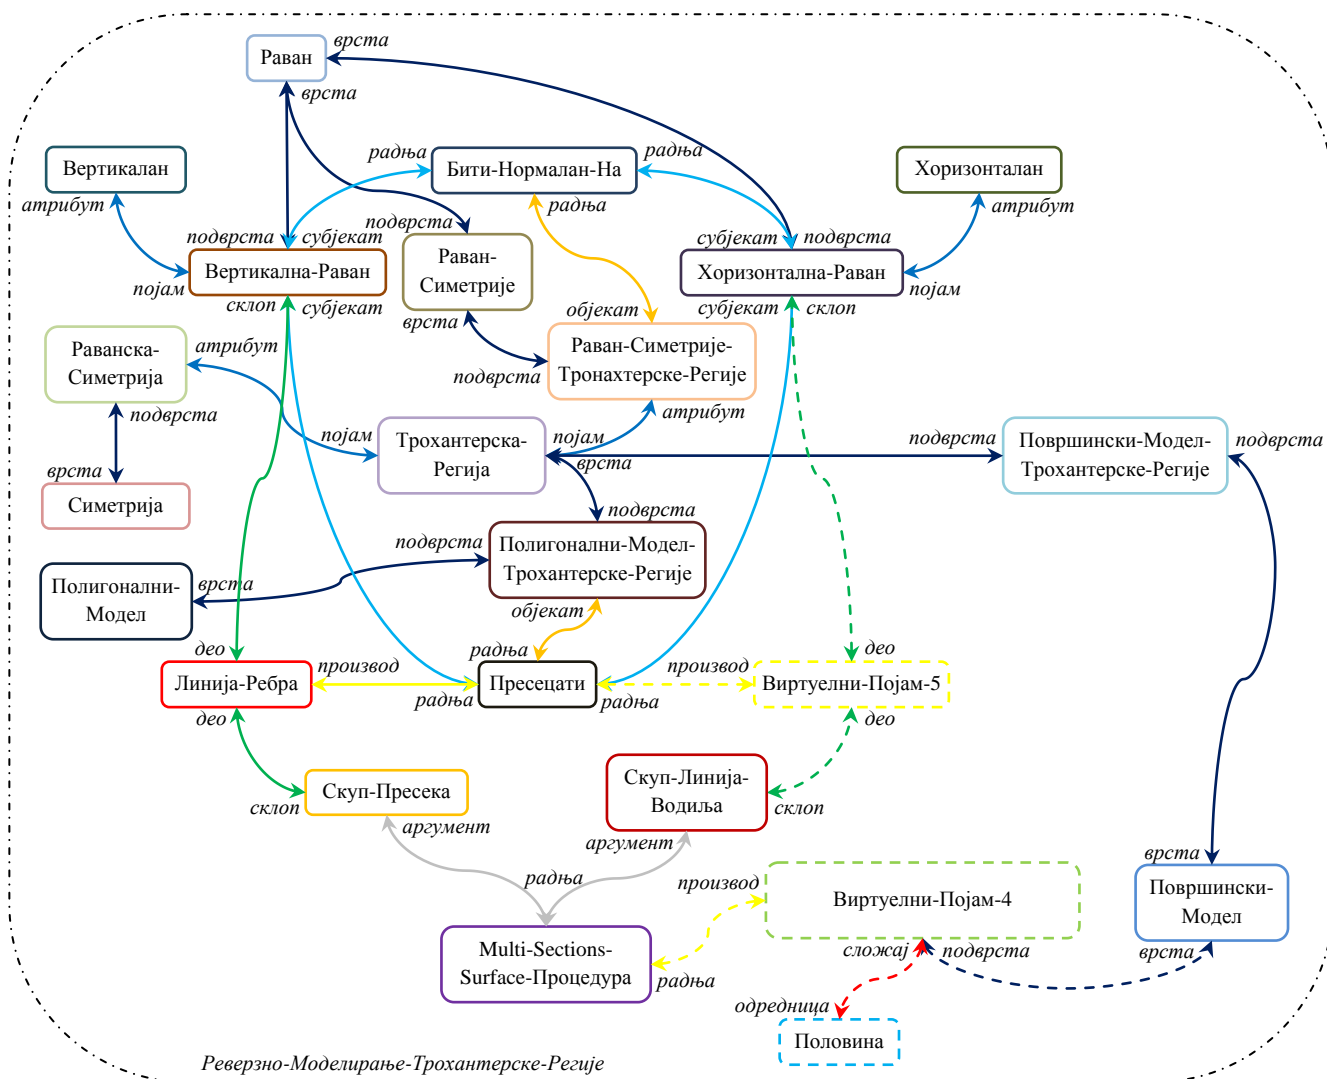 врста
Раван
врста
Вертикалан
радња
Бити-Нормалан-На
радња
Хоризонталан
атрибут
радња
атрибут
подврста
субјекат
подврста
Раван-
Симетрије
субјекат
подврста
Вертикална-Раван
Хоризонтална-Раван
појам
склоп
субјекат
врста
објекат
субјекат
склоп
појам
Раванска-
Симетрија
атрибут
Раван-Симетрије-
Тронахтерске-Регије
подврста
подврста
атрибут
појам
Трохантерска-
Регија
појам
врста
подврста
Површински-Модел-
Трохантерске-Регије
подврста
врста
Симетрија
подврста
подврста
Полигонални-Модел-
Трохантерске-Регије
Полигонални-
Модел
врста
објекат
део
производ
радња
производ
део
Линија-Ребра
Пресецати
Виртуелни-Појам-5
део
радња
радња
део
Скуп-Пресека
Скуп-Линија-
Водиља
склоп
склоп
аргумент
аргумент
врста
радња
производ
Виртуелни-Појам-4
Површински-
Модел
Multi-Sections-
Surface-Процедура
сложај
подврста
врста
радња
одредница
Половина
Реверзно-Моделирање-Трохантерске-Регије